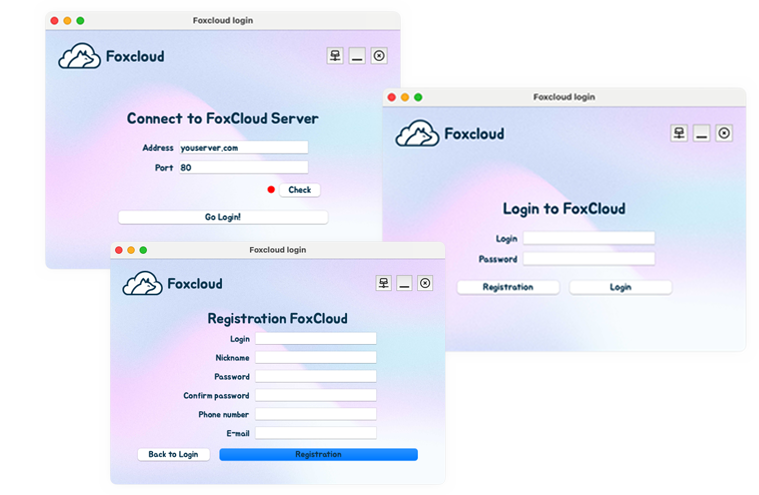 Foxcloud login
Foxcloud
Connect to FoxCloud Server
Address youserver.com
Port 80
Check
Go Login!
Foxcloud login
Foxcloud
Login to FoxCloud
Login
Password
Registration Login
Foxcloud login
Foxcloud
Registration FoxCloud
Login
Nickname
Password
Confirm password
Phone number
E-mail
Back to Login Registration